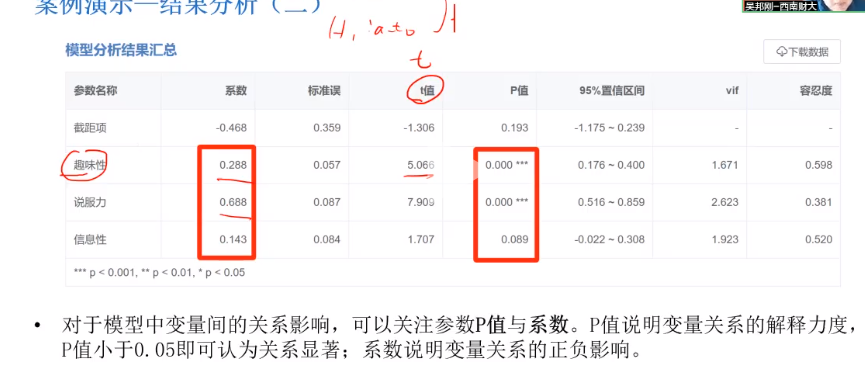 案例演示—结果分析（二）
吴邦刚-西南财大
H₁: a≠0
t
模型分析结果汇总
下载数据
参数名称 系数 标准误 t值 P值 95%置信区间 vif 容忍度
截距项 -0.468 0.359 -1.306 0.193 -1.175 ~ 0.239 - -
趣味性 0.288 0.057 5.066 0.000 *** 0.176 ~ 0.400 1.671 0.598
说服力 0.688 0.087 7.909 0.000 *** 0.516 ~ 0.859 2.623 0.381
信息性 0.143 0.084 1.707 0.089 -0.022 ~ 0.308 1.923 0.520
*** p < 0.001, ** p < 0.01, * p < 0.05
• 对于模型中变量间的关系影响，可以关注参数P值与系数。P值说明变量关系的解释力度，
P值小于0.05即可认为关系显著；系数说明变量关系的正负影响。